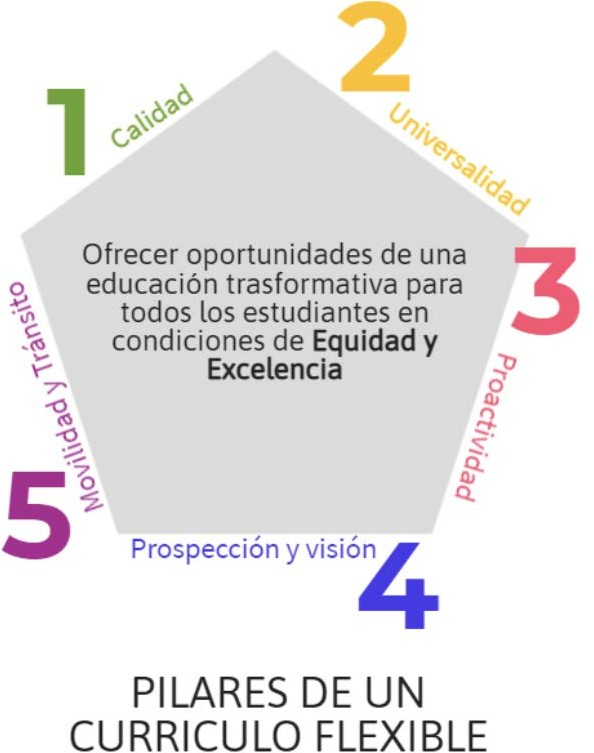 1
Calidad
2
Universalidad
Ofrecer oportunidades de una
educación trasformativa para
todos los estudiantes en
condiciones de Equidad y
Excelencia
3
Proactividad
Prospección y visión
4
5
Movilidad y Tránsito
PILARES DE UN
CURRICULO FLEXIBLE